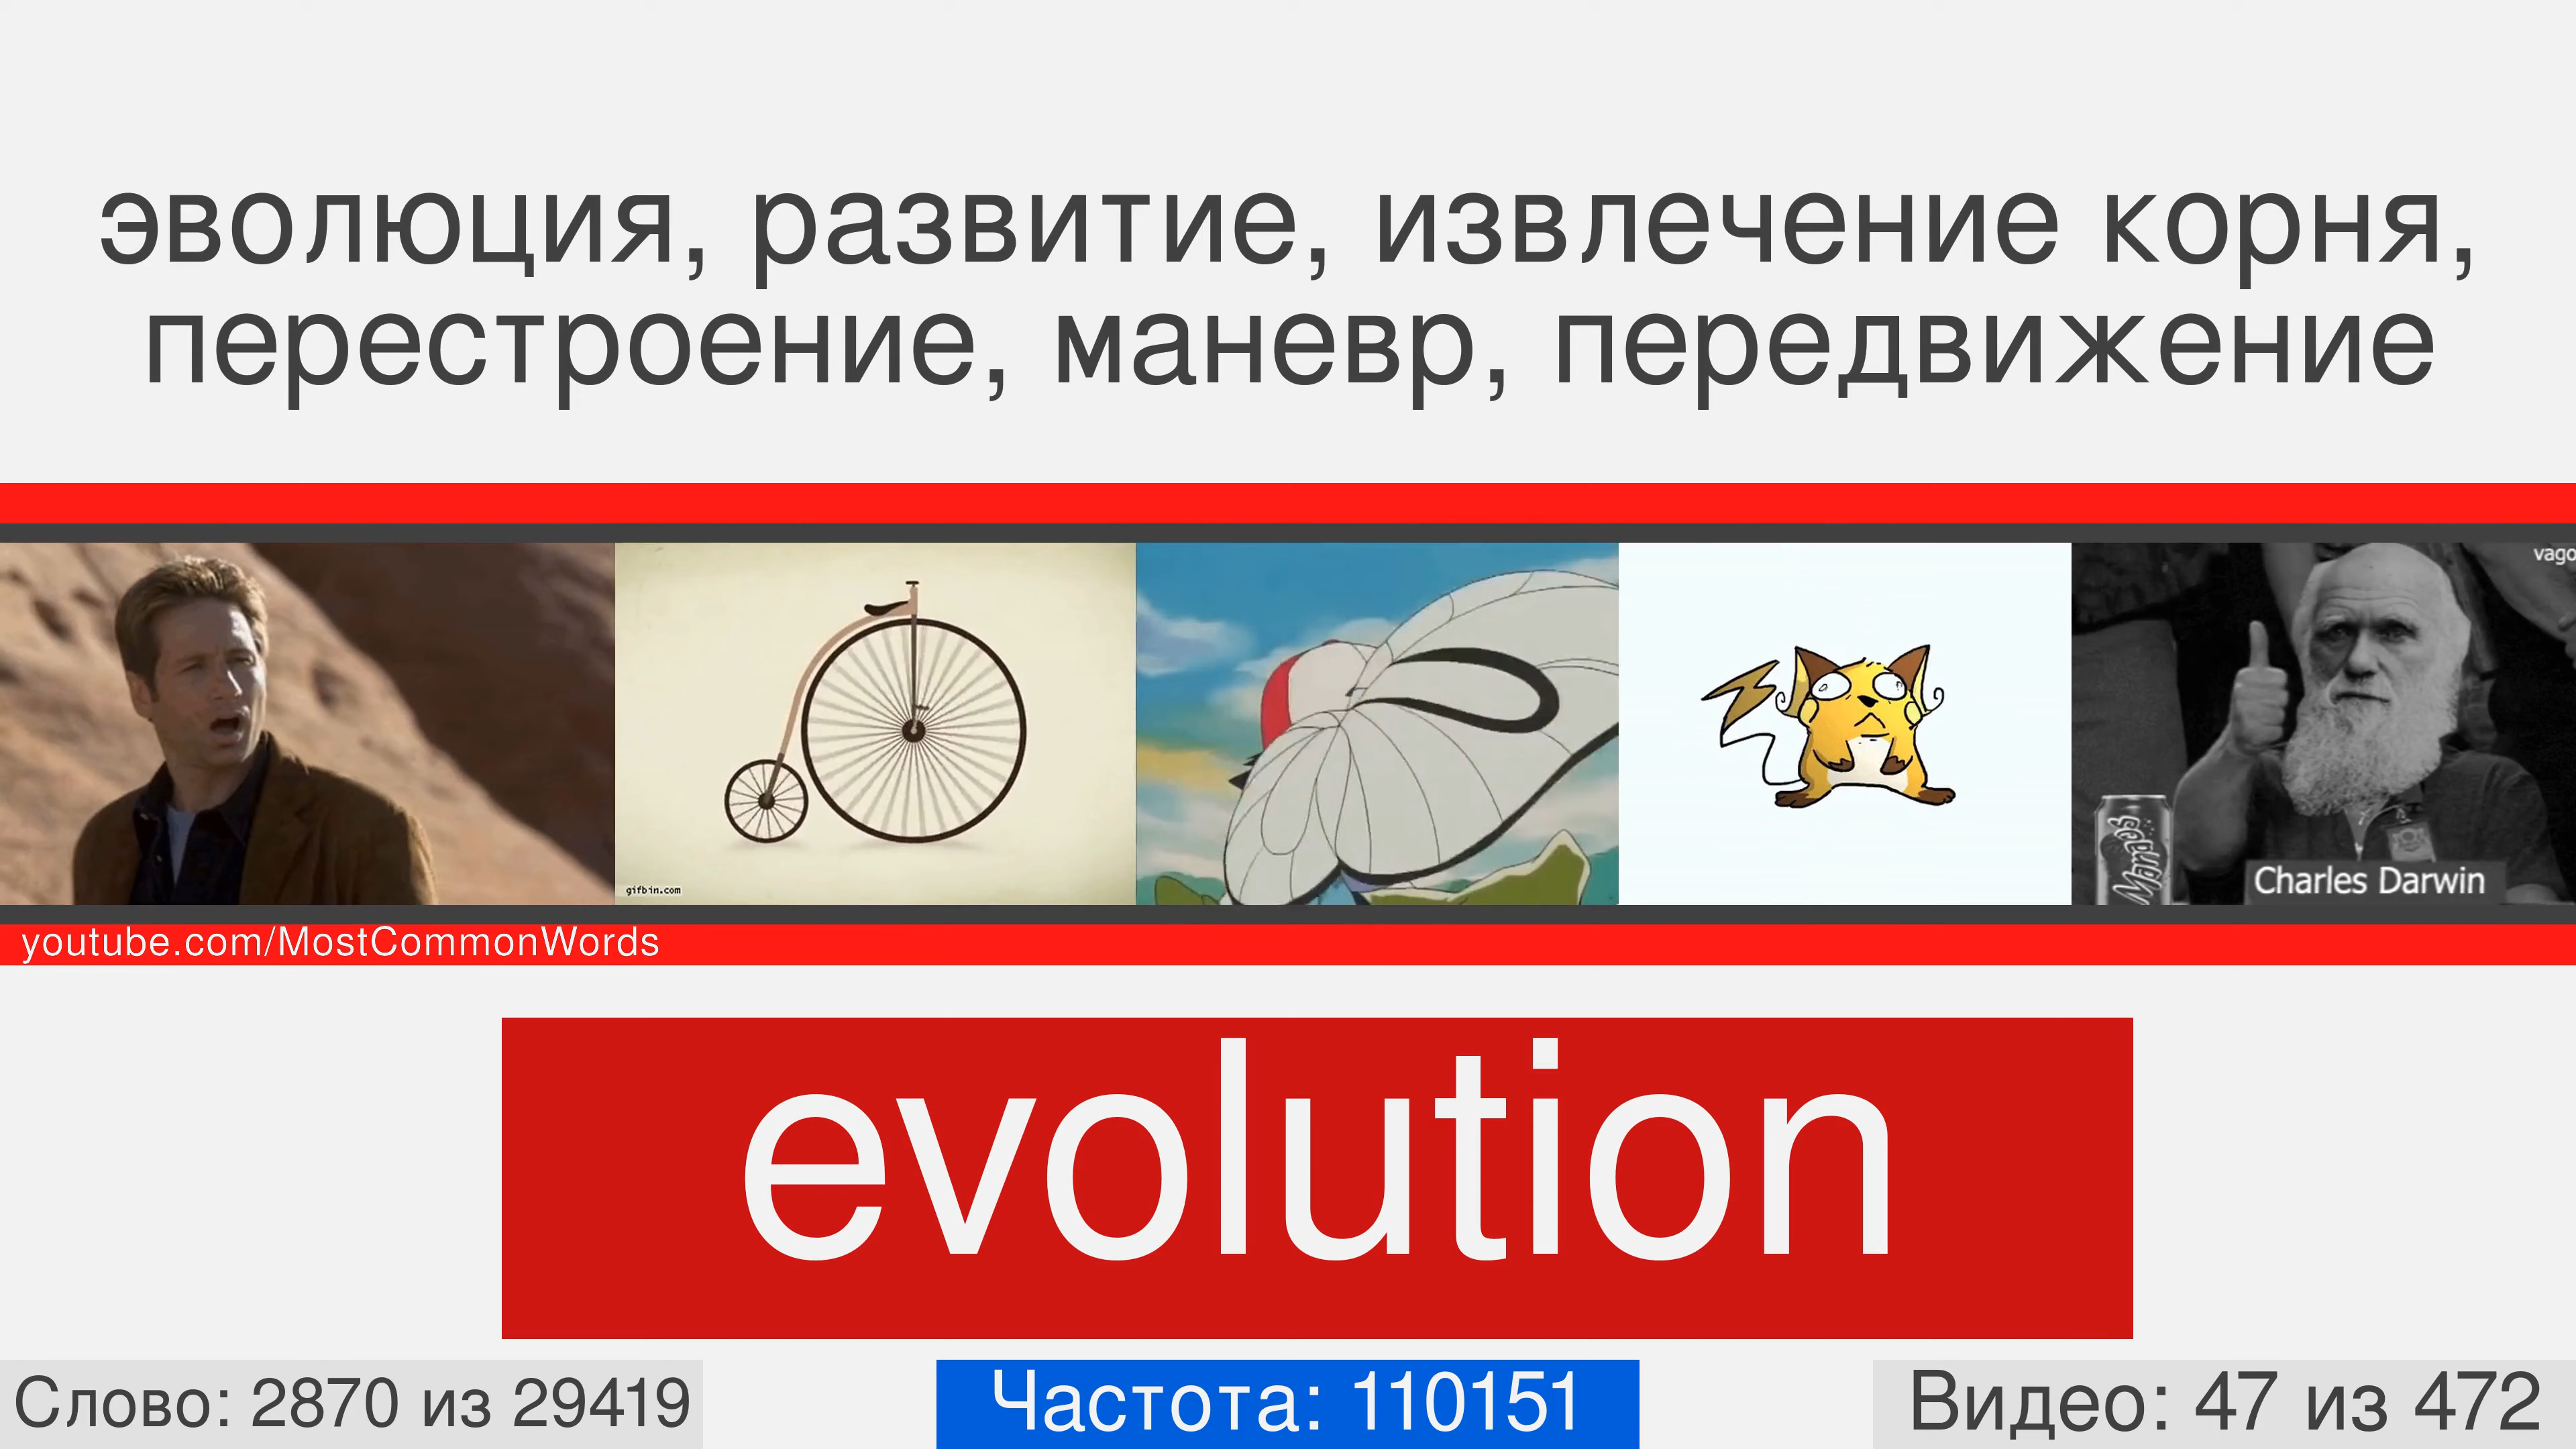 эволюция, развитие, извлечение корня,
перестроение, маневр, передвижение
vago
gifbin.com
Manaos
Charles Darwin
youtube.com/MostCommonWords
evolution
Слово: 2870 из 29419
Частота: 110151
Видео: 47 из 472